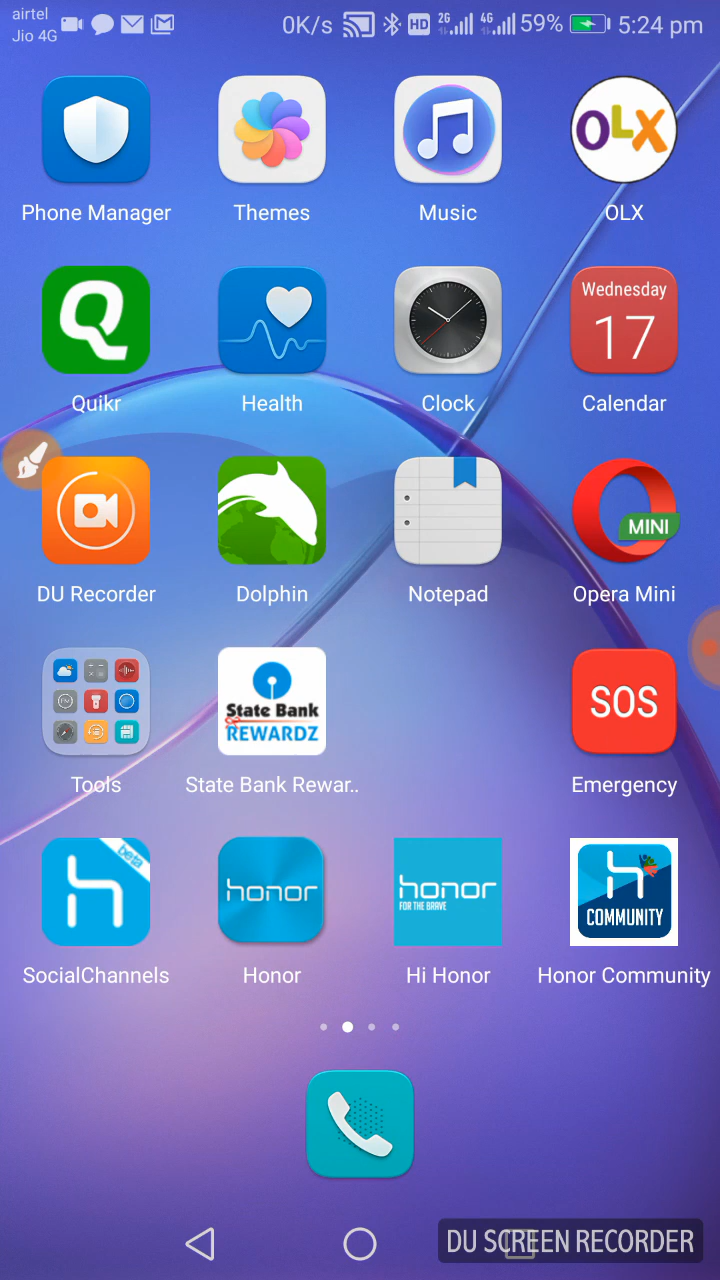 airtel
Jio 4G
0K/s HD 2G 4G 59% 5:24 pm
OLX
Phone Manager Themes Music OLX
Q
Wednesday
17
Quikr Health Clock Calendar
MINI
DU Recorder Dolphin Notepad Opera Mini
SOS
State Bank
REWARDZ
Tools State Bank Rewar.. Emergency
beta
h honor honor h
FOR THE BRAVE
COMMUNITY
SocialChannels Honor Hi Honor Honor Community
DU SCREEN RECORDER